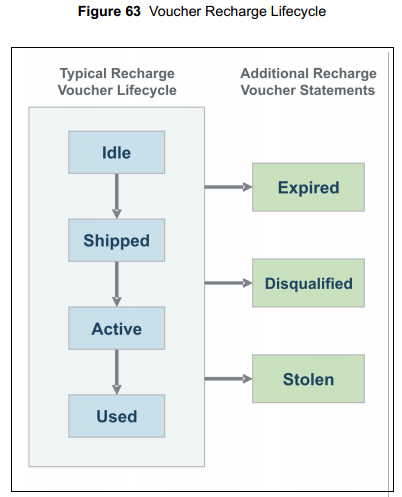 Figure 63 Voucher Recharge Lifecycle
Typical Recharge
Voucher Lifecycle
Idle
Shipped
Active
Used
Additional Recharge
Voucher Statements
Expired
Disqualified
Stolen